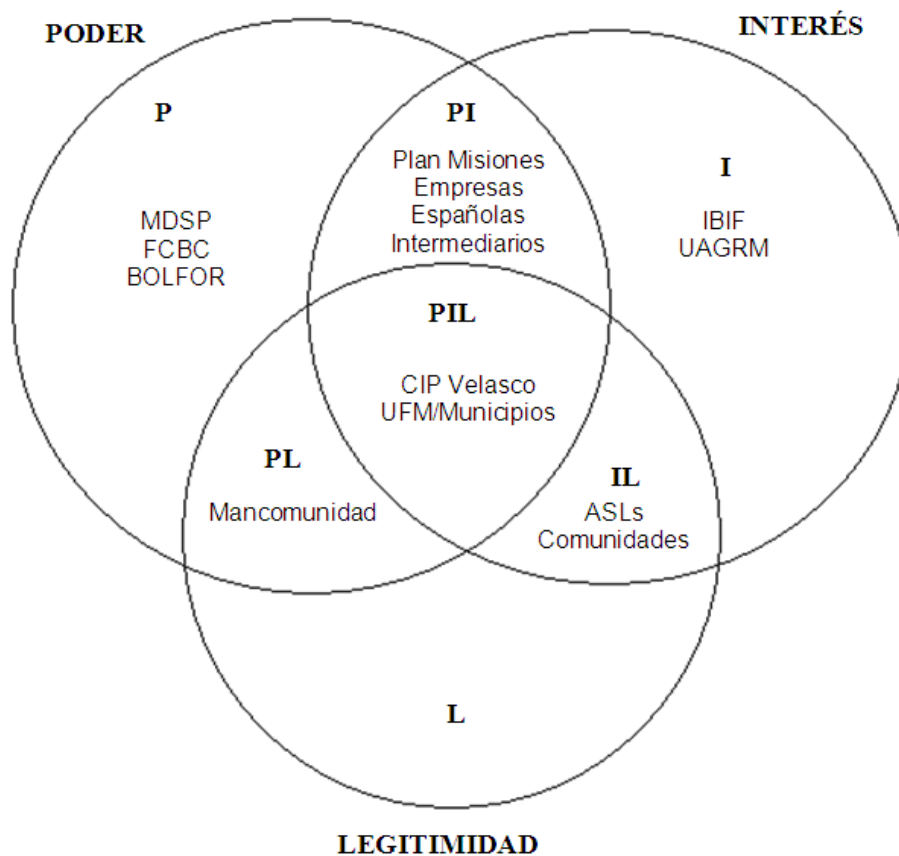 PODER
INTERÉS
P
MDSP
FCBC
BOLFOR
PI
Plan Misiones
Empresas
Españolas
Intermediarios
I
IBIF
UAGRM
PIL
CIP Velasco
UFM/Municipios
PL
Mancomunidad
IL
ASLs
Comunidades
L
LEGITIMIDAD